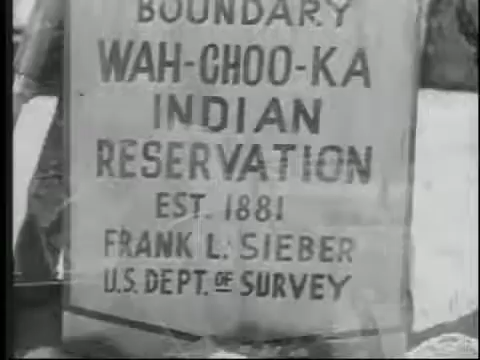 BOUNDARY
WAH-CHOO-KA
INDIAN
RESERVATION
EST. 1881
FRANK L. SIEBER
U.S. DEPT. OF SURVEY